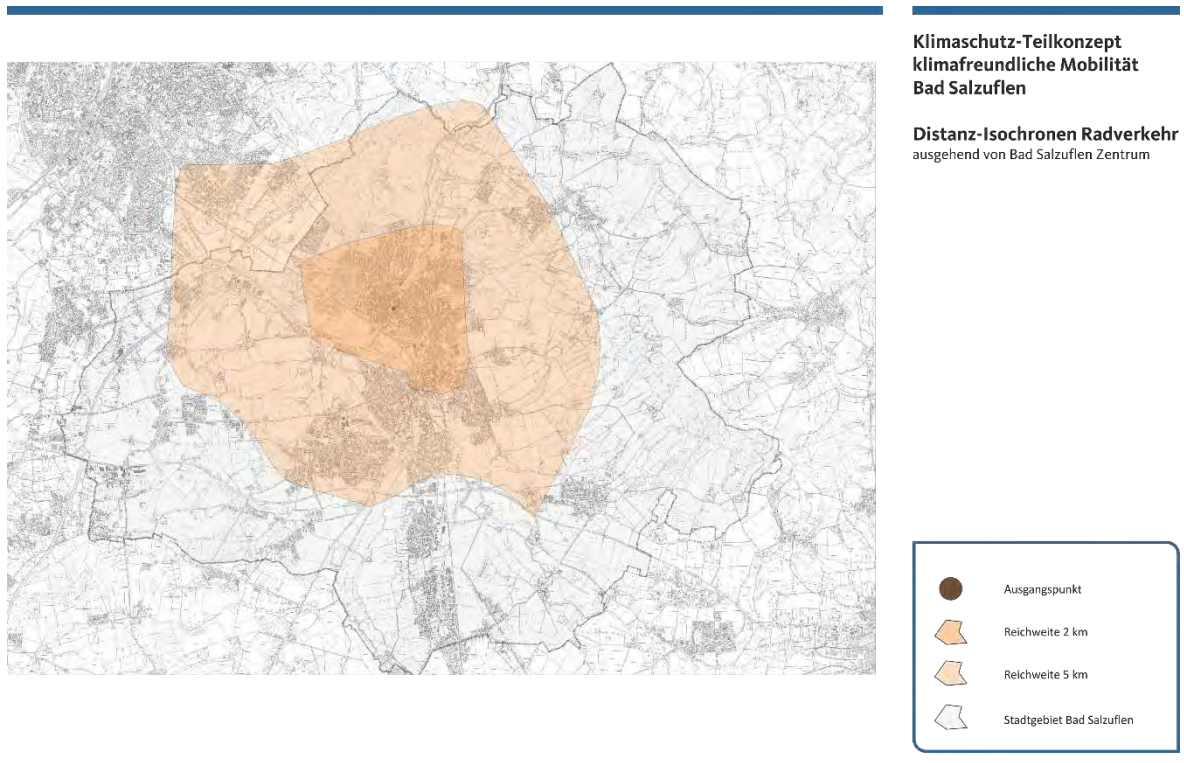 Klimaschutz-Teilkonzept
klimafreundliche Mobilität
Bad Salzuflen
Distanz-Isochronen Radverkehr
ausgehend von Bad Salzuflen Zentrum
Ausgangspunkt
Reichweite 2 km
Reichweite 5 km
Stadtgebiet Bad Salzuflen